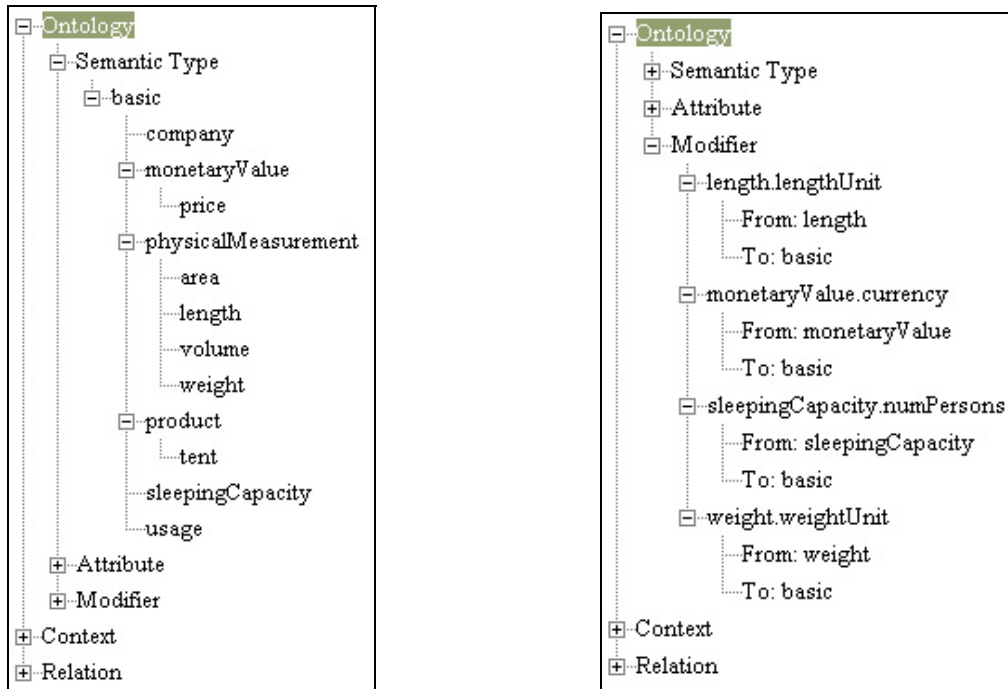 Ontology
Semantic Type
basic
company
monetaryValue
price
physicalMeasurement
area
length
volume
weight
product
tent
sleepingCapacity
usage
Attribute
Modifier
Context
Relation
Ontology
Semantic Type
Attribute
Modifier
length.lengthUnit
From: length
To: basic
monetaryValue.currency
From: monetaryValue
To: basic
sleepingCapacity.numPersons
From: sleepingCapacity
To: basic
weight.weightUnit
From: weight
To: basic
Context
Relation